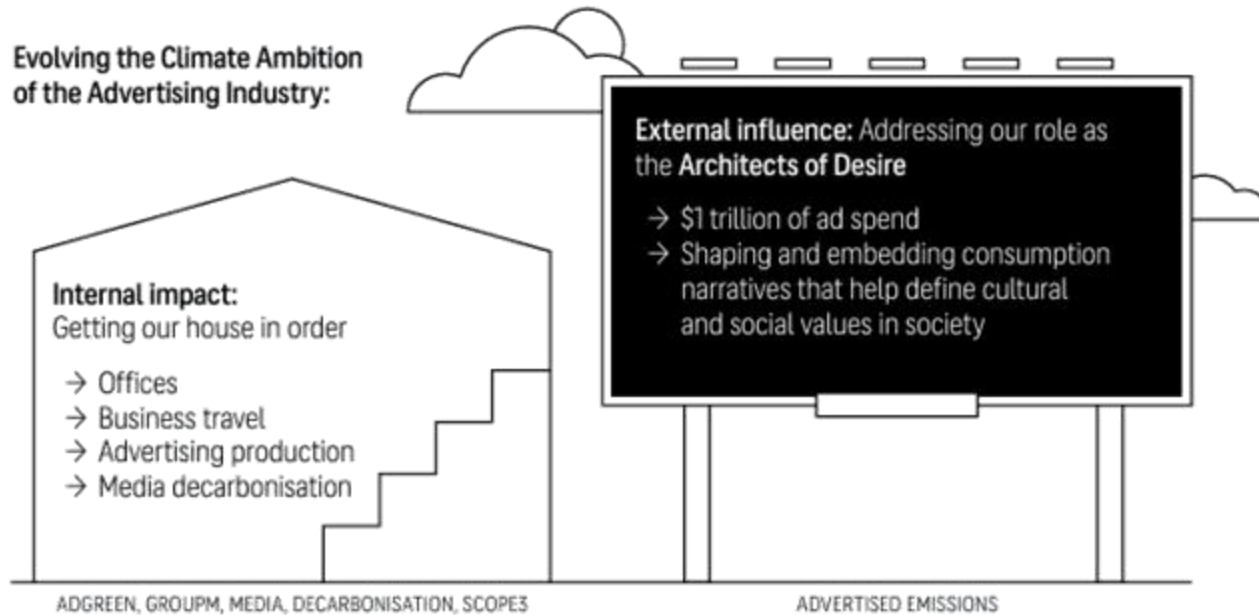 Evolving the Climate Ambition
of the Advertising Industry:
Internal impact:
Getting our house in order
→ Offices
→ Business travel
→ Advertising production
→ Media decarbonisation
ADGREEN, GROUPM, MEDIA, DECARBONISATION, SCOPE3
External influence: Addressing our role as
the Architects of Desire
→ $1 trillion of ad spend
→ Shaping and embedding consumption
narratives that help define cultural
and social values in society
ADVERTISED EMISSIONS